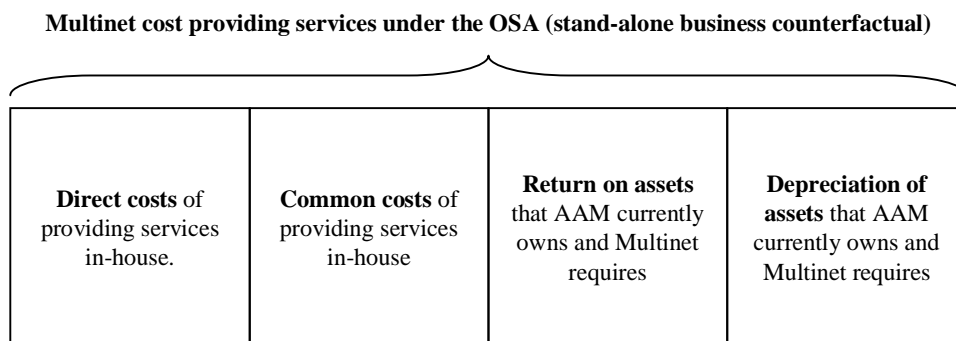 Multinet cost providing services under the OSA (stand-alone business counterfactual)
Direct costs of
providing services
in-house.
Common costs of
providing services
in-house
Return on assets
that AAM currently
owns and Multinet
requires
Depreciation of
assets that AAM
currently owns and
Multinet requires